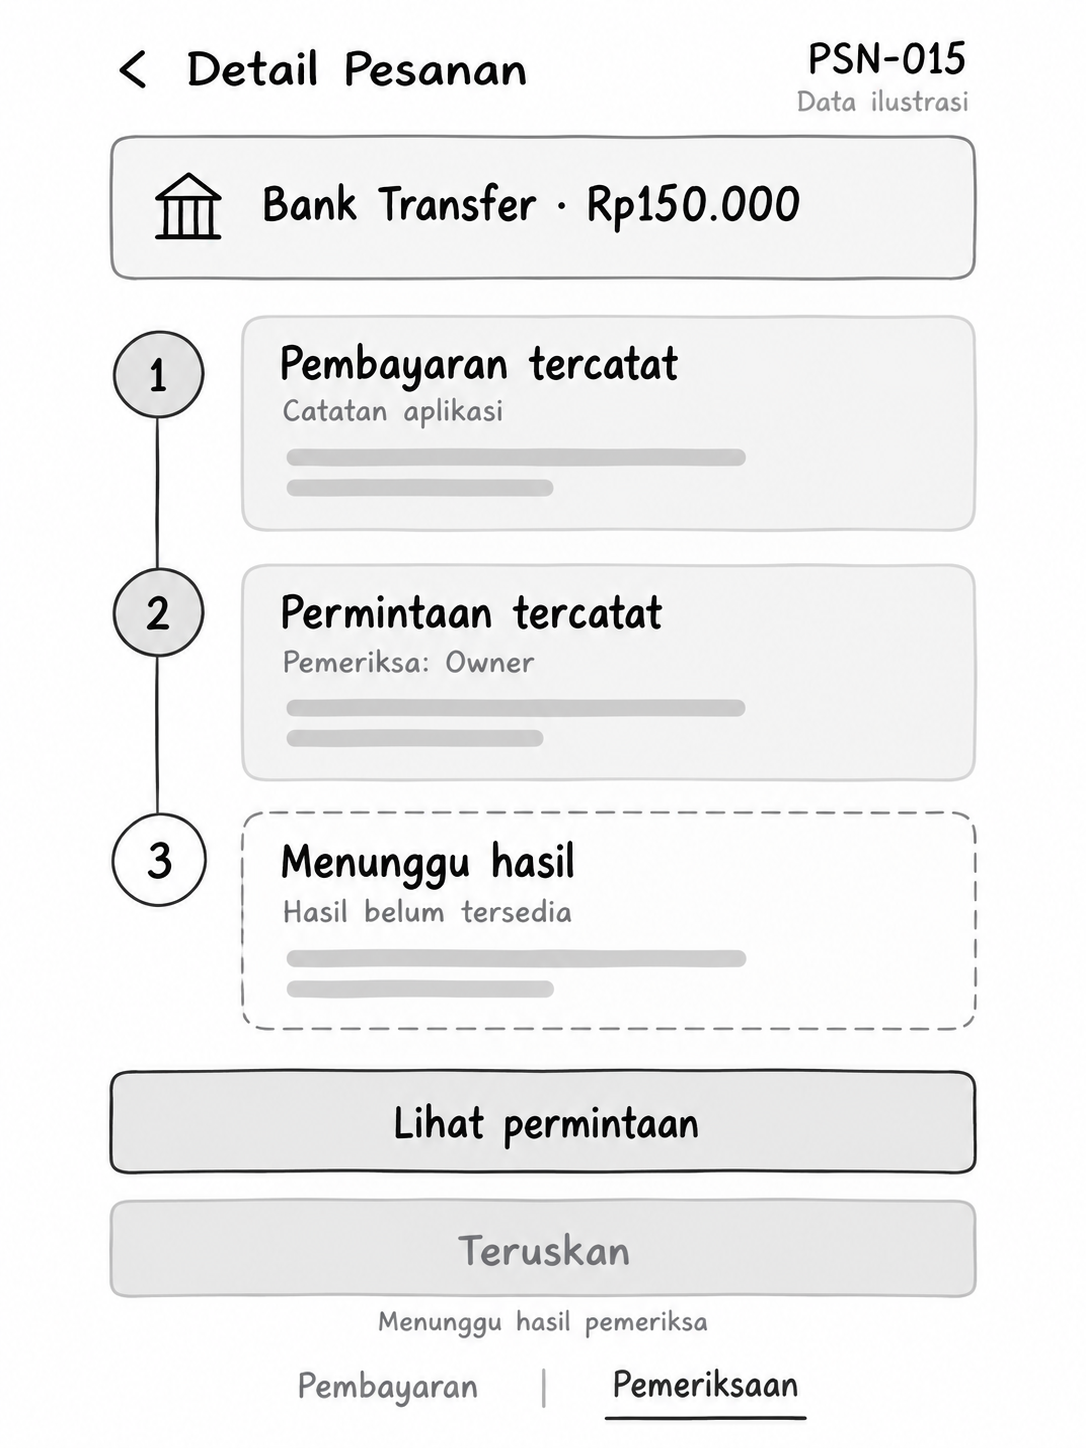 < Detail Pesanan
PSN-015
Data ilustrasi
Bank Transfer · Rp150.000
1
Pembayaran tercatat
Catatan aplikasi
2
Permintaan tercatat
Pemeriksa: Owner
3
Menunggu hasil
Hasil belum tersedia
Lihat permintaan
Teruskan
Menunggu hasil pemeriksa
Pembayaran | Pemeriksaan